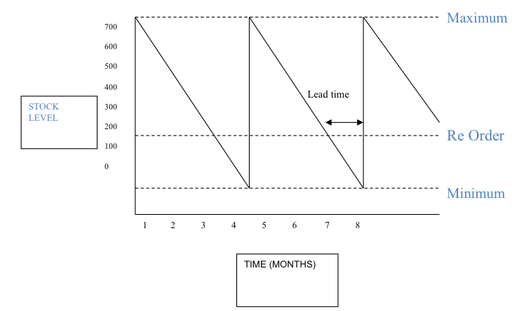 Maximum
700
600
500
400
Lead time
300
STOCK
LEVEL
200
Re Order
100
0
Minimum
1 2 3 4 5 6 7 8
TIME (MONTHS)